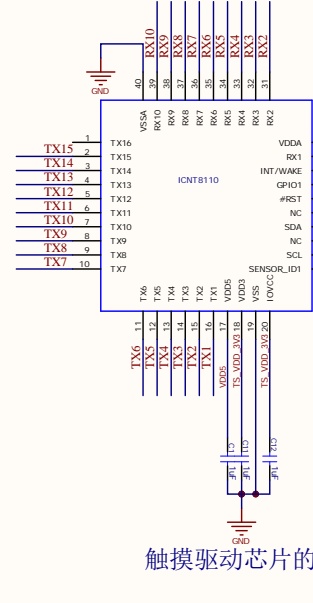 RX10
RX9
RX8
RX7
RX6
RX5
RX4
RX3
RX2
GND
40
39
38
37
36
35
34
33
32
31
VSSA
RX10
RX9
RX8
RX7
RX6
RX5
RX4
RX3
RX2
ICNT8110
1 TX16
TX15 2 TX15
TX14 3 TX14
TX13 4 TX13
TX12 5 TX12
TX11 6 TX11
TX10 7 TX10
TX9 8 TX9
TX8 9 TX8
TX7 10 TX7
VDDA
RX1
INT/WAKE
GPIO1
#RST
NC
SDA
NC
SCL
SENSOR_ID1
TX6
TX5
TX4
TX3
TX2
TX1
VDD5
VDD3
VSS
IOVCC
11
12
13
14
15
16
17
18
19
20
TX6
TX5
TX4
TX3
TX2
TX1
VDD5
TS_VDD_3V3
TS_VDD_3V3
C1
1uF
C11
1uF
C12
1uF
GND
触摸驱动芯片的